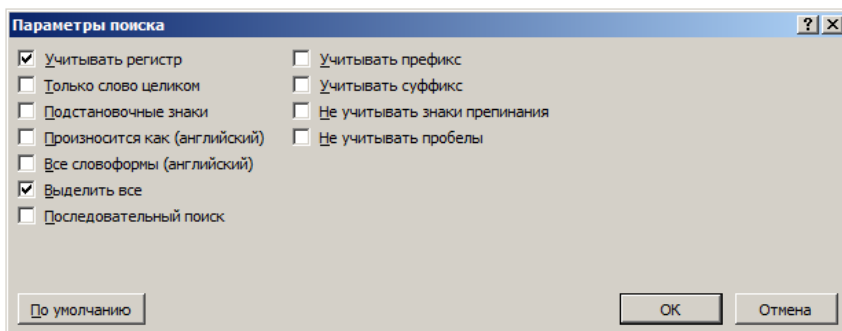 Параметры поиска
Учитывать регистр
Только слово целиком
Подстановочные знаки
Произносится как (английский)
Все словоформы (английский)
Выделить все
Последовательный поиск
Учитывать префикс
Учитывать суффикс
Не учитывать знаки препинания
Не учитывать пробелы
По умолчанию
ОК
Отмена